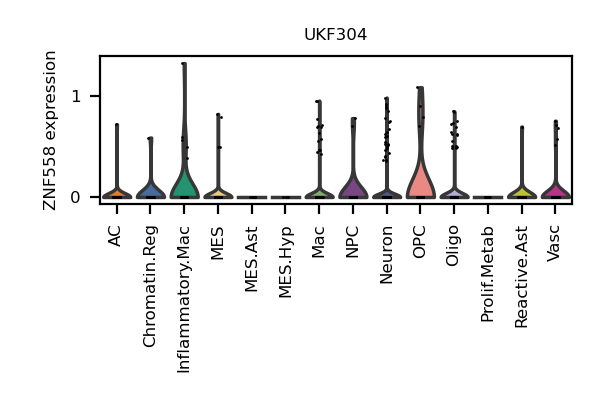 UKF304
ZNF558 expression
1
0
AC
Chromatin.Reg
Inflammatory.Mac
MES
MES.Ast
MES.Hyp
Mac
NPC
Neuron
OPC
Oligo
Prolif.Metab
Reactive.Ast
Vasc